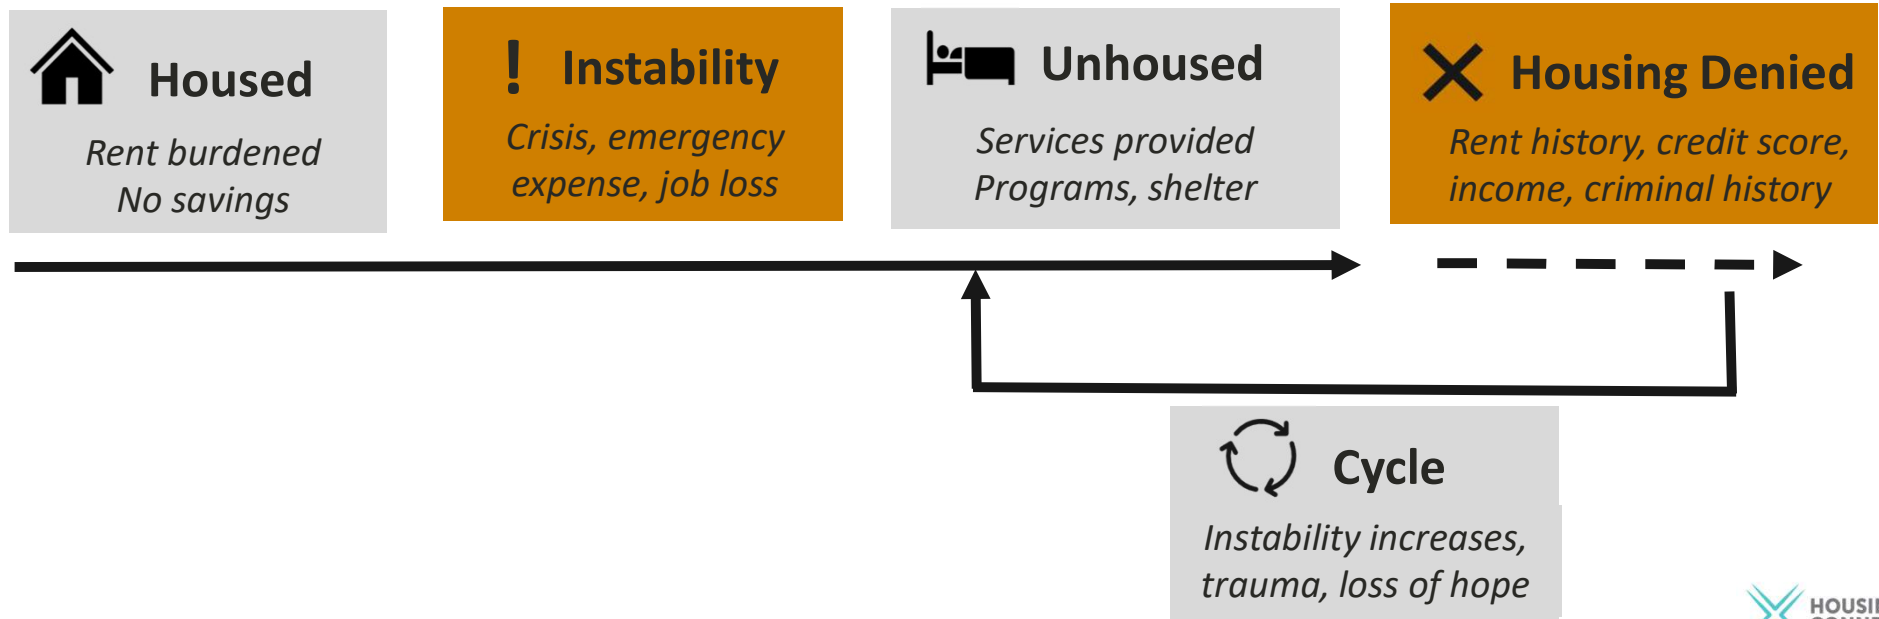 Housed
Rent burdened
No savings
! Instability
Crisis, emergency
expense, job loss
Unhoused
Services provided
Programs, shelter
Housing Denied
Rent history, credit score,
income, criminal history
Cycle
Instability increases,
trauma, loss of hope